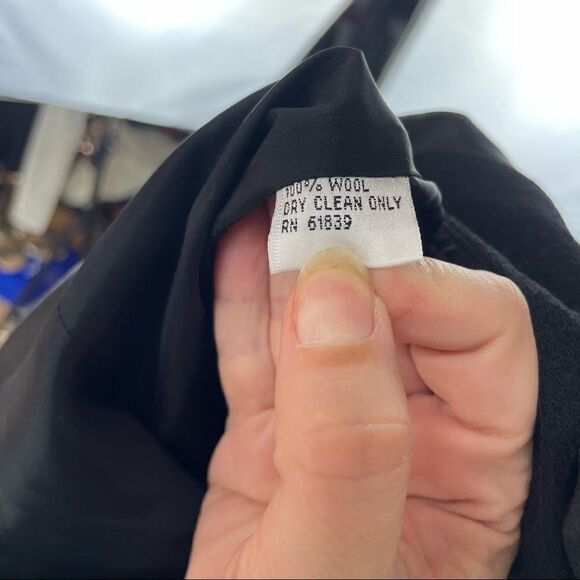 100% WOOL
DRY CLEAN ONLY
RN 61839